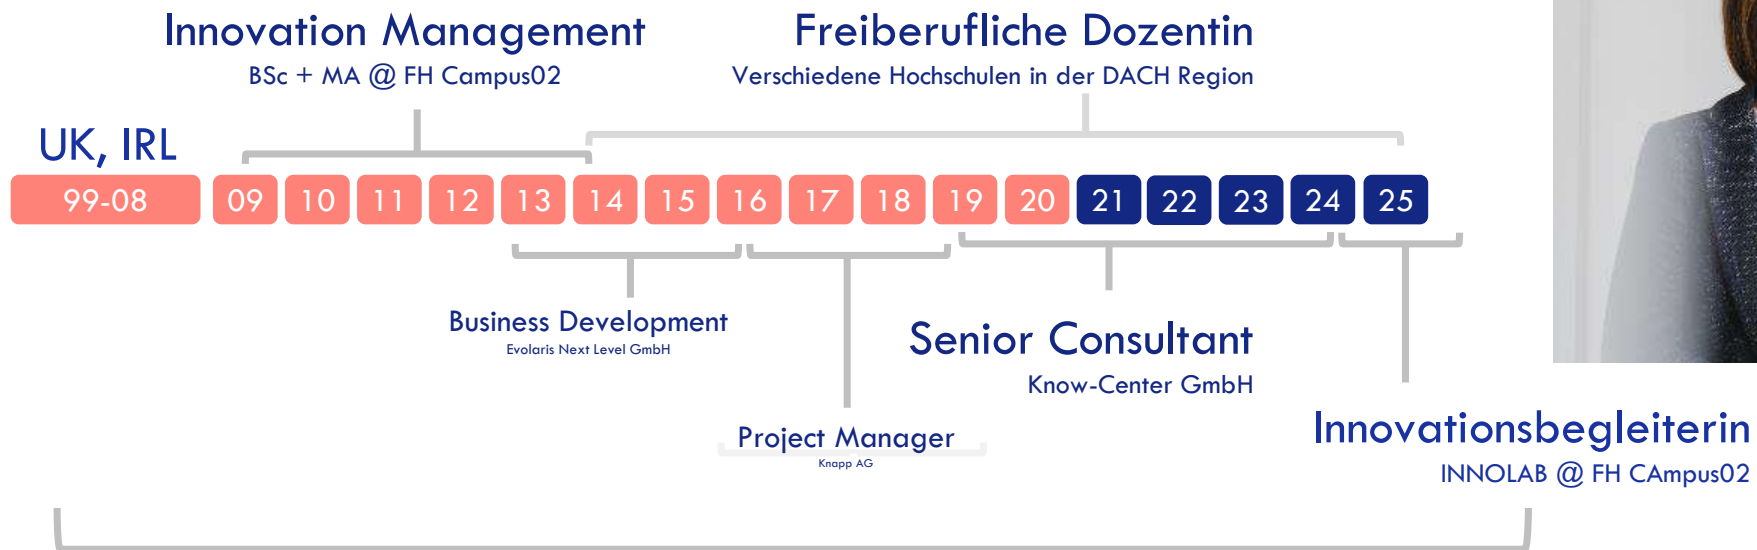 Innovation Management
BSc + MA @ FH Campus02
Freiberufliche Dozentin
Verschiedene Hochschulen in der DACH Region
UK, IRL
99-08 09 10 11 12 13 14 15 16 17 18 19 20 21 22 23 24 25
Business Development
Evolaris Next Level GmbH
Senior Consultant
Know-Center GmbH
Project Manager
Knapp AG
Innovationsbegleiterin
INNOLAB @ FH CAmpus02